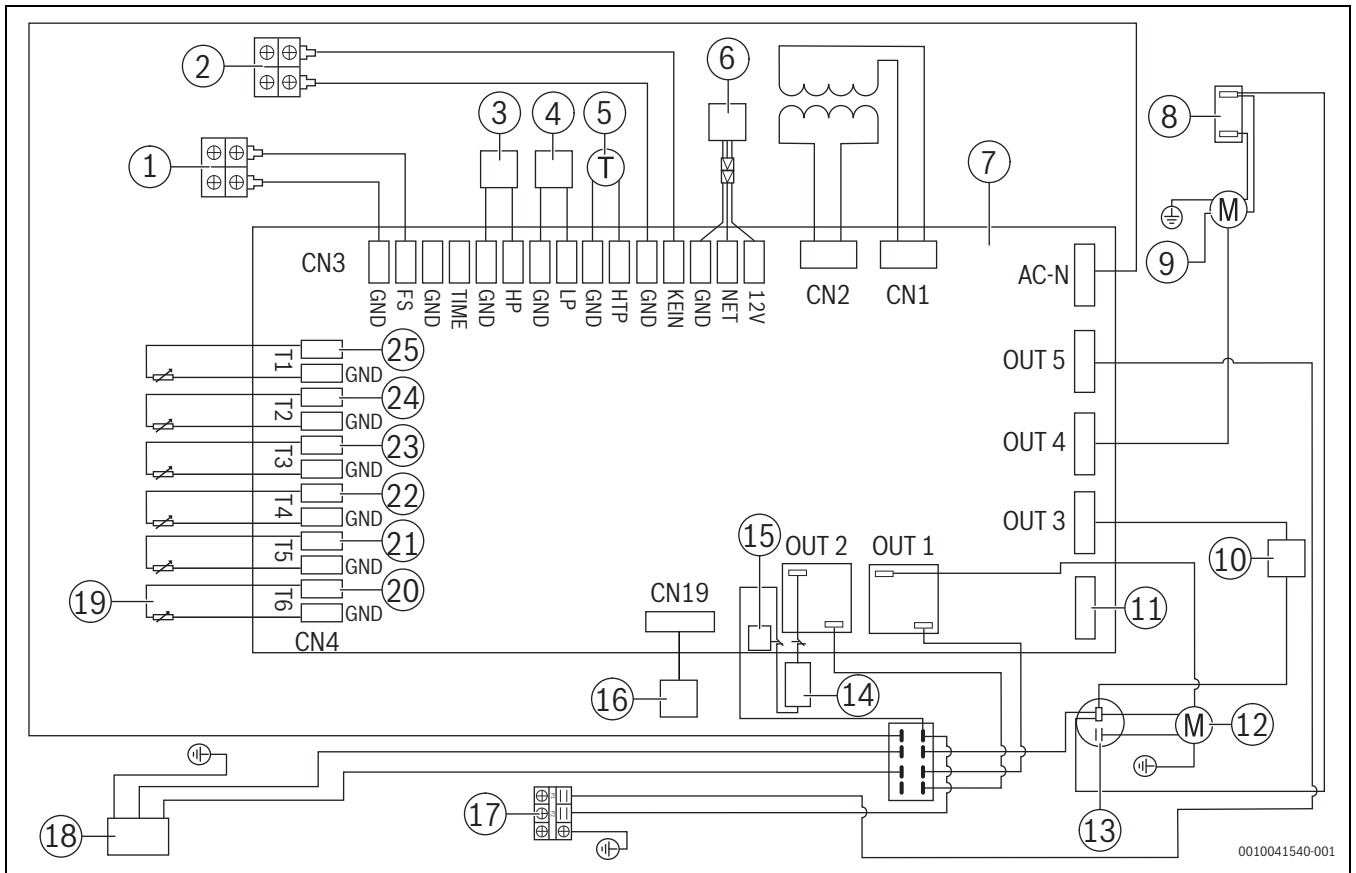 2
6
8
3
4
5
1
T
7
M
9
CN3
GND
FS
GND
TIME
GND
HP
GND
LP
GND
HTP
GND
KEIN
GND
NET
12V
CN2
CN1
AC-N
OUT 5
OUT 4
OUT 3
10
11
T1
25
GND
T2
24
GND
T3
23
GND
T4
22
GND
T5
21
GND
19
T6
20
GND
CN4
CN19
15
OUT 2
OUT 1
16
14
M
12
13
17
18
0010041540-001